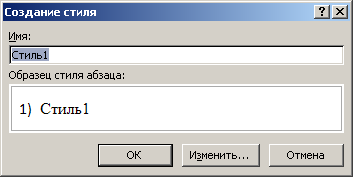 Создание стиля
Имя:
Стиль1
Образец стиля абзаца:
1) Стиль1
ОК Изменить... Отмена